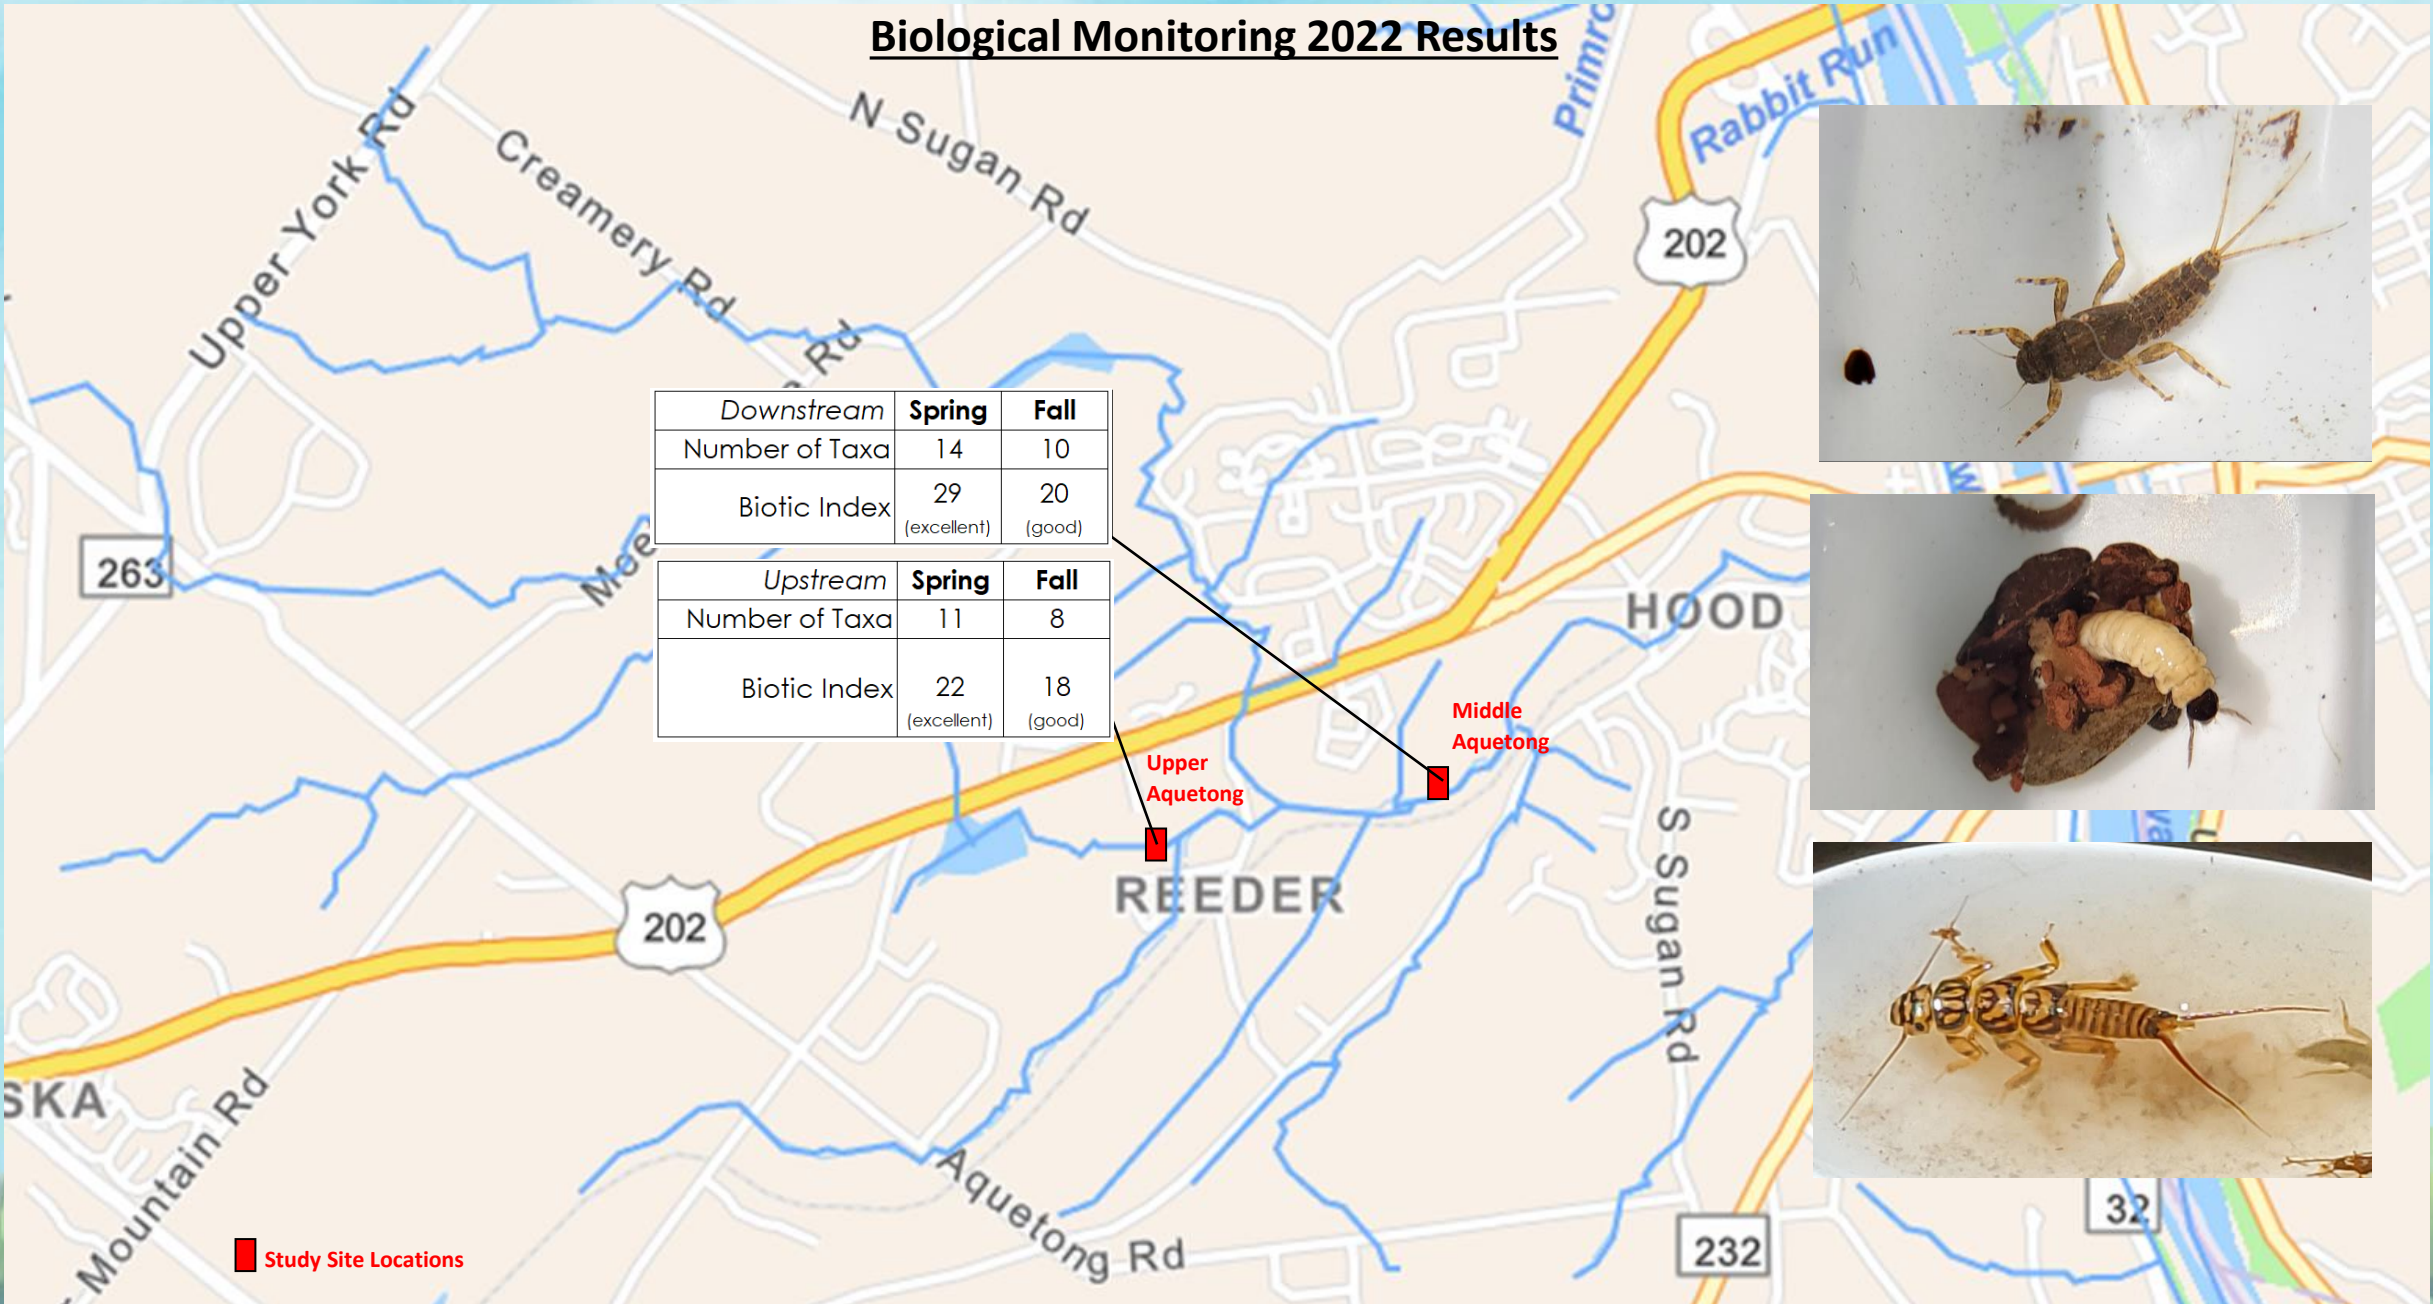 Biological Monitoring 2022 Results
Primro
Rabbit Run
N Sugan Rd
Creamery Rd
Upper York Rd
202
Rd
Downstream Spring Fall
Number of Taxa 14 10
Biotic Index 29 20
(excellent) (good)
263
Upstream Spring Fall
Number of Taxa 11 8
Biotic Index 22 18
(excellent) (good)
HOOD
Middle
Aquetong
Upper
Aquetong
REEDER
202
S Sugan Rd
SKA
Mountain Rd
Aquetong Rd
32
232
Study Site Locations